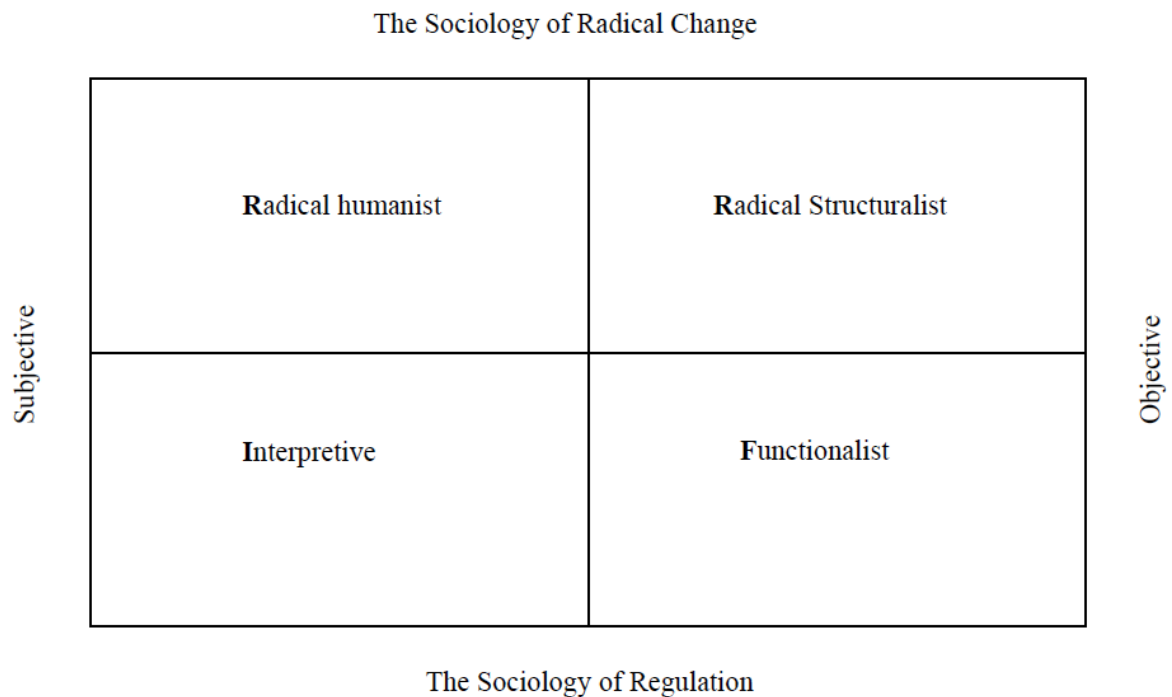 The Sociology of Radical Change
Radical humanist
Radical Structuralist
Subjective
Objective
Interpretive
Functionalist
The Sociology of Regulation